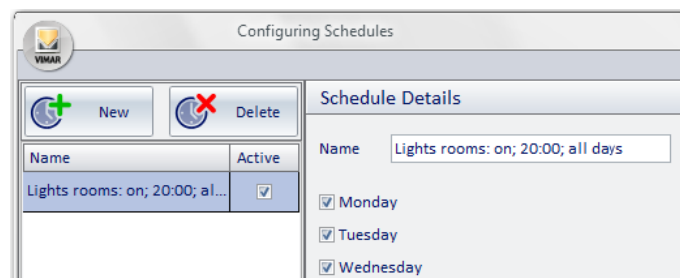 Configuring Schedules
VIMAR
New
Delete
Name
Active
Lights rooms: on; 20:00; al...
Schedule Details
Name
Lights rooms: on; 20:00; all days
Monday
Tuesday
Wednesday